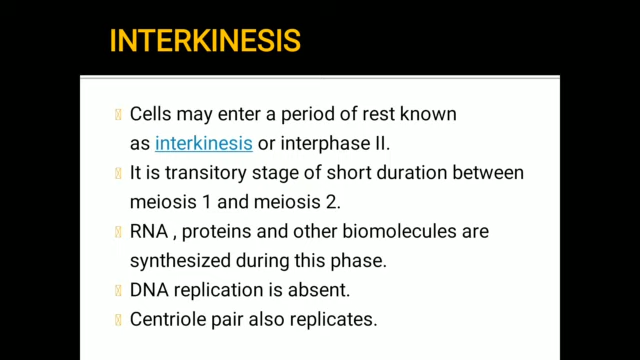 INTERKINESIS
Cells may enter a period of rest known
as interkinesis or interphase II.
It is transitory stage of short duration between
meiosis 1 and meiosis 2.
RNA , proteins and other biomolecules are
synthesized during this phase.
DNA replication is absent.
Centriole pair also replicates.